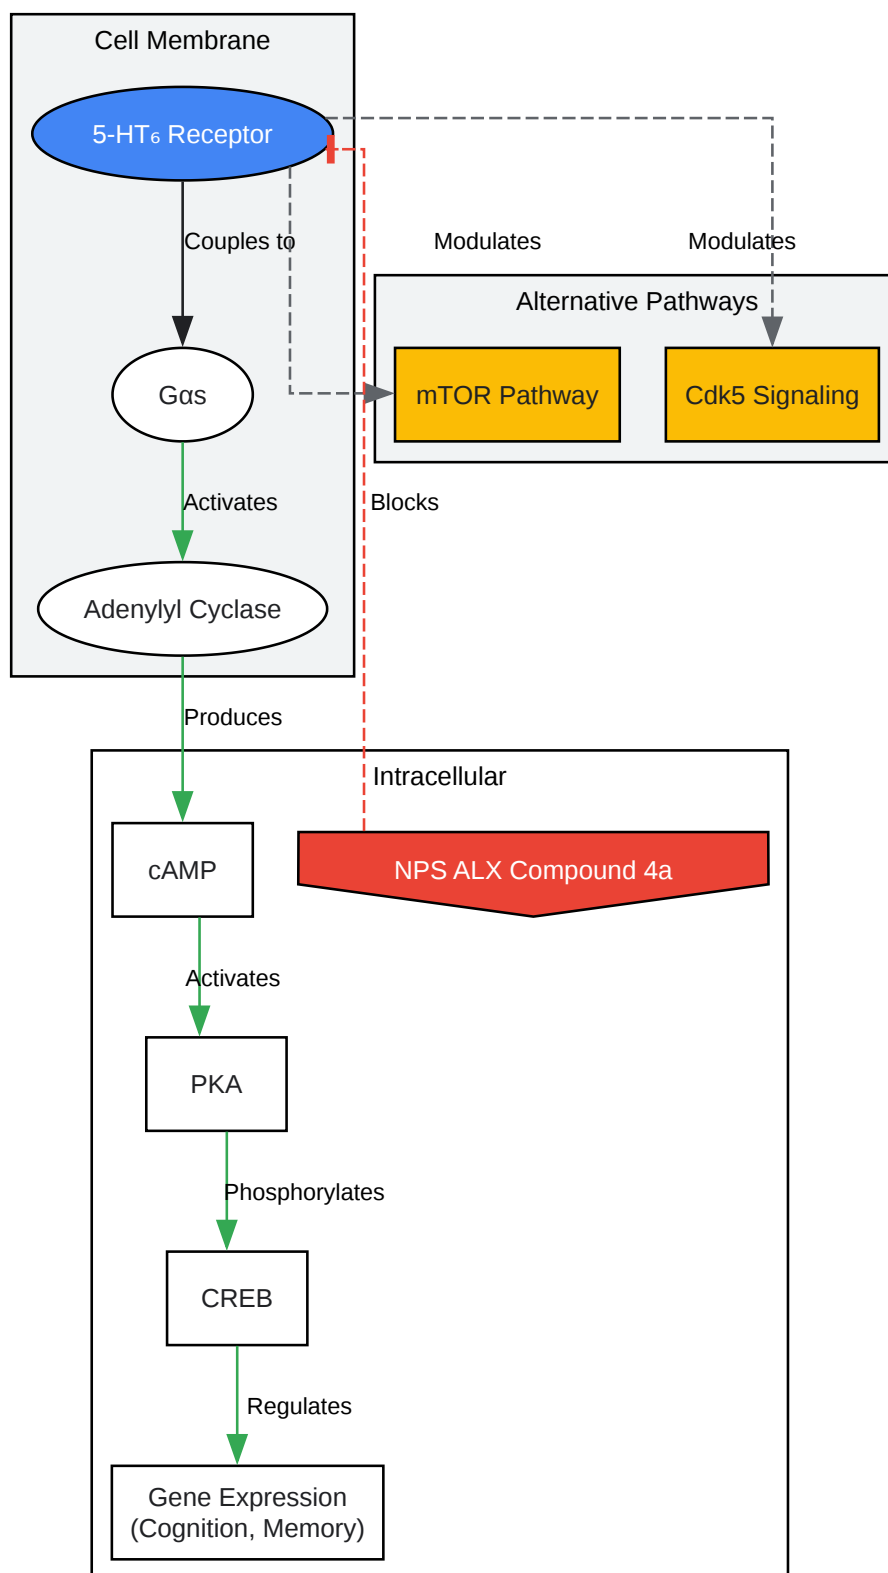 Cell Membrane
5-HT₆ Receptor
Couples to
Modulates
Modulates
Alternative Pathways
Gαs
mTOR Pathway
Cdk5 Signaling
Activates
Blocks
Adenylyl Cyclase
Produces
Intracellular
cAMP
NPS ALX Compound 4a
Activates
PKA
Phosphorylates
CREB
Regulates
Gene Expression
(Cognition, Memory)